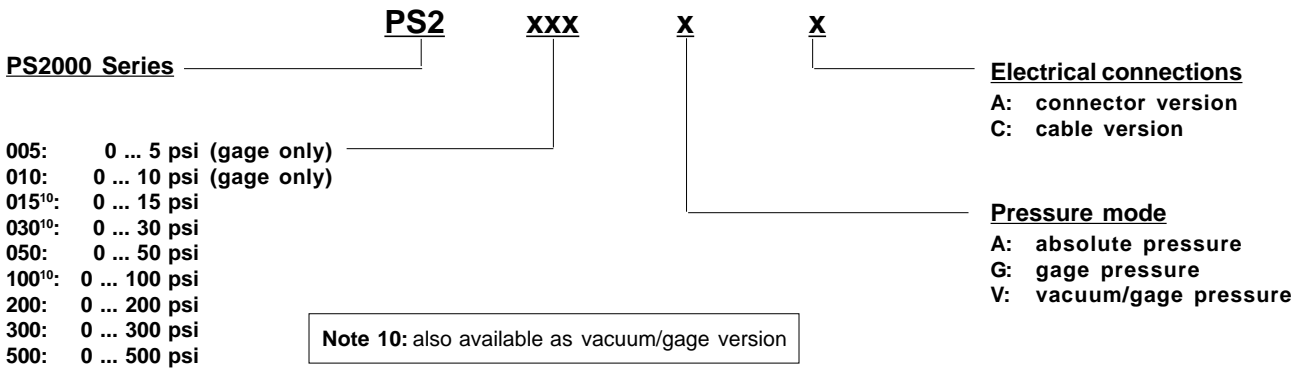 PS2 xxx x x
PS2000 Series
005: 0 ... 5 psi (gage only)
010: 0 ... 10 psi (gage only)
015¹⁰: 0 ... 15 psi
030¹⁰: 0 ... 30 psi
050: 0 ... 50 psi
100¹⁰: 0 ... 100 psi
200: 0 ... 200 psi
300: 0 ... 300 psi
500: 0 ... 500 psi
Note 10: also available as vacuum/gage version
Electrical connections
A: connector version
C: cable version
Pressure mode
A: absolute pressure
G: gage pressure
V: vacuum/gage pressure